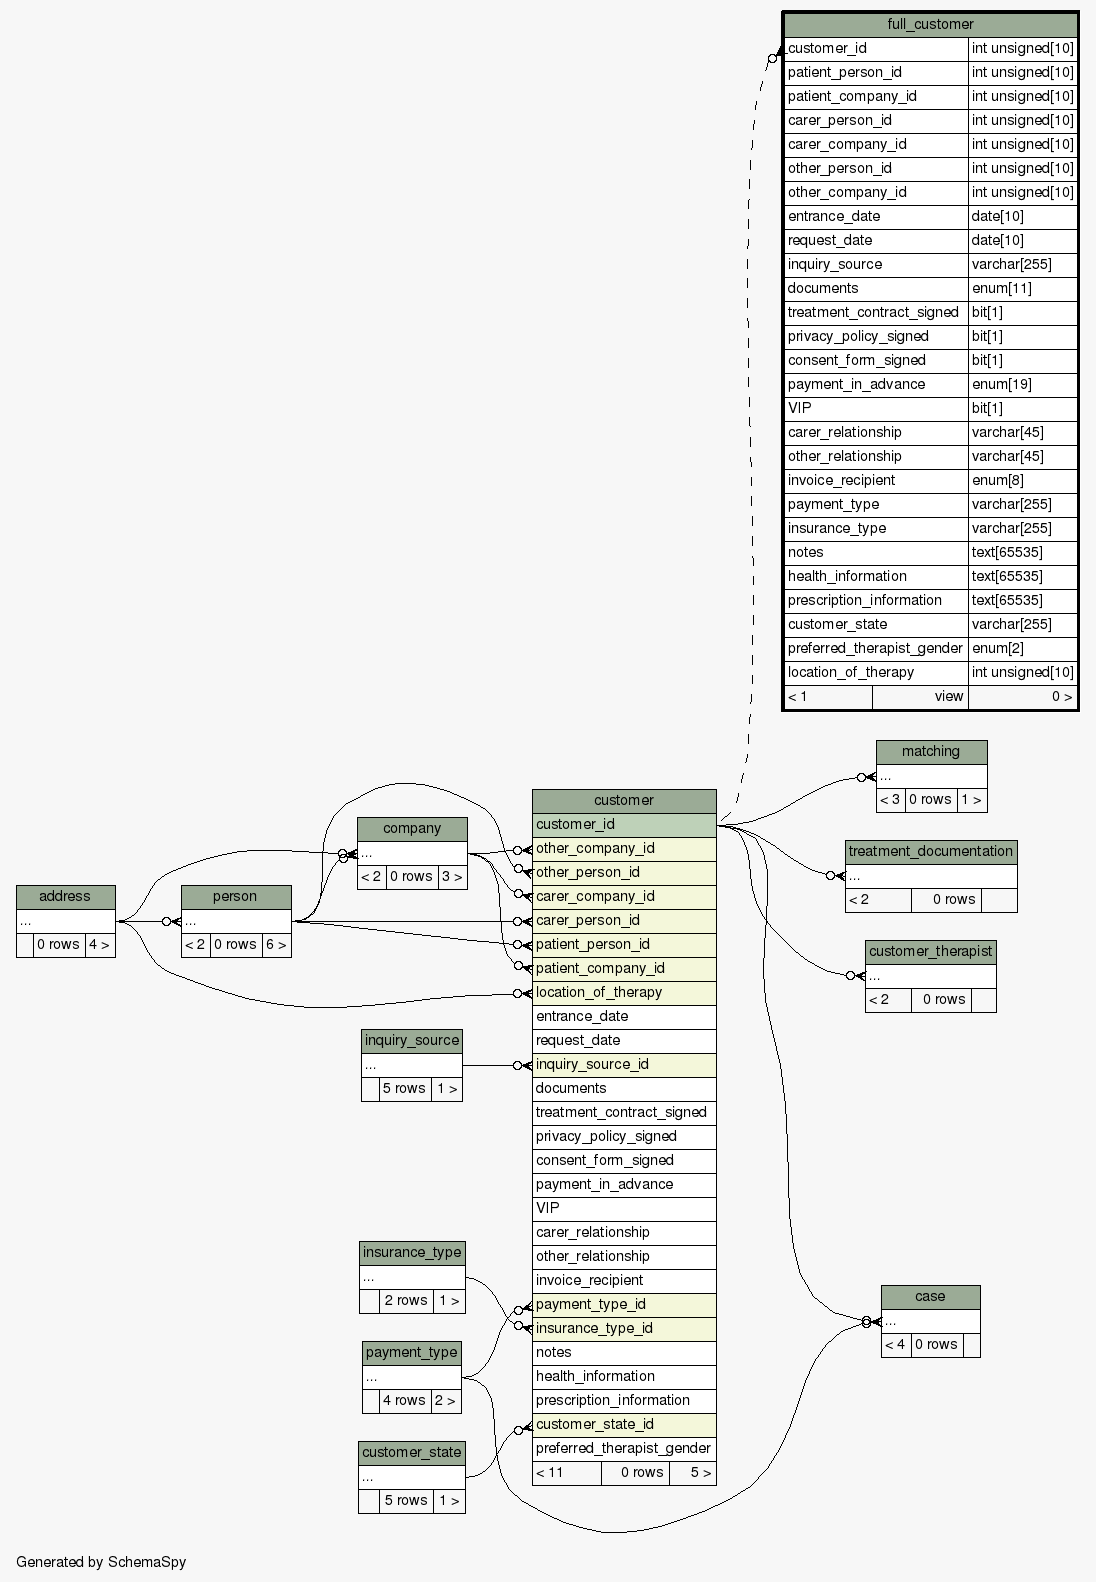 full_customer
customer_id int unsigned[10]
patient_person_id int unsigned[10]
patient_company_id int unsigned[10]
carer_person_id int unsigned[10]
carer_company_id int unsigned[10]
other_person_id int unsigned[10]
other_company_id int unsigned[10]
entrance_date date[10]
request_date date[10]
inquiry_source varchar[255]
documents enum[11]
treatment_contract_signed bit[1]
privacy_policy_signed bit[1]
consent_form_signed bit[1]
payment_in_advance enum[19]
VIP bit[1]
carer_relationship varchar[45]
other_relationship varchar[45]
invoice_recipient enum[8]
payment_type varchar[255]
insurance_type varchar[255]
notes text[65535]
health_information text[65535]
prescription_information text[65535]
customer_state varchar[255]
preferred_therapist_gender enum[2]
location_of_therapy int unsigned[10]
< 1 view 0 >
matching
...
< 3 0 rows 1 >
treatment_documentation
...
< 2 0 rows
customer_therapist
...
< 2 0 rows
case
...
< 4 0 rows
customer
customer_id
other_company_id
other_person_id
carer_company_id
carer_person_id
patient_person_id
patient_company_id
location_of_therapy
entrance_date
request_date
inquiry_source_id
documents
treatment_contract_signed
privacy_policy_signed
consent_form_signed
payment_in_advance
VIP
carer_relationship
other_relationship
invoice_recipient
payment_type_id
insurance_type_id
notes
health_information
prescription_information
customer_state_id
preferred_therapist_gender
< 11 0 rows 5 >
company
...
< 2 0 rows 3 >
address
...
0 rows 4 >
person
...
< 2 0 rows 6 >
inquiry_source
...
5 rows 1 >
insurance_type
...
2 rows 1 >
payment_type
...
4 rows 2 >
customer_state
...
5 rows 1 >
Generated by SchemaSpy